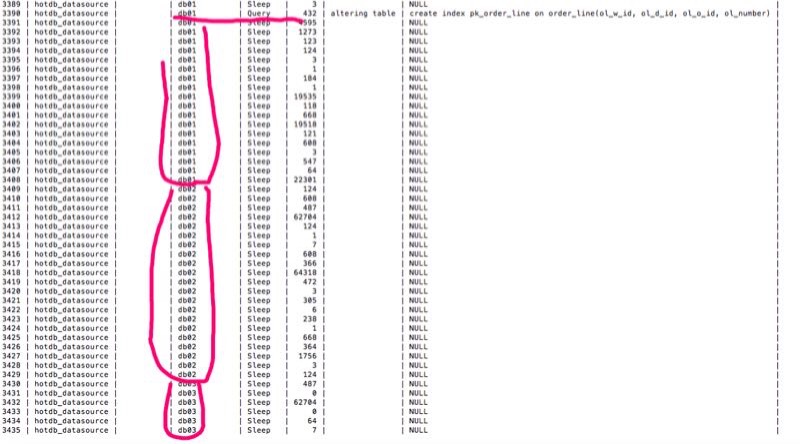 3389 | hotdb_datasource | | db01 | Sleep | 3 | | NULL |
3390 | hotdb_datasource | | db01 | Query | 432 | altering table | create index pk_order_line on order_line(ol_w_id, ol_d_id, ol_o_id, ol_number) |
3391 | hotdb_datasource | | db01 | Sleep | 4595 | | NULL |
3392 | hotdb_datasource | | db01 | Sleep | 1273 | | NULL |
3393 | hotdb_datasource | | db01 | Sleep | 123 | | NULL |
3394 | hotdb_datasource | | db01 | Sleep | 124 | | NULL |
3395 | hotdb_datasource | | db01 | Sleep | 3 | | NULL |
3396 | hotdb_datasource | | db01 | Sleep | 1 | | NULL |
3397 | hotdb_datasource | | db01 | Sleep | 184 | | NULL |
3398 | hotdb_datasource | | db01 | Sleep | 1 | | NULL |
3399 | hotdb_datasource | | db01 | Sleep | 19535 | | NULL |
3400 | hotdb_datasource | | db01 | Sleep | 118 | | NULL |
3401 | hotdb_datasource | | db01 | Sleep | 668 | | NULL |
3402 | hotdb_datasource | | db01 | Sleep | 19518 | | NULL |
3403 | hotdb_datasource | | db01 | Sleep | 121 | | NULL |
3404 | hotdb_datasource | | db01 | Sleep | 608 | | NULL |
3405 | hotdb_datasource | | db01 | Sleep | 3 | | NULL |
3406 | hotdb_datasource | | db01 | Sleep | 547 | | NULL |
3407 | hotdb_datasource | | db01 | Sleep | 64 | | NULL |
3408 | hotdb_datasource | | db01 | Sleep | 22301 | | NULL |
3409 | hotdb_datasource | | db02 | Sleep | 124 | | NULL |
3410 | hotdb_datasource | | db02 | Sleep | 608 | | NULL |
3411 | hotdb_datasource | | db02 | Sleep | 487 | | NULL |
3412 | hotdb_datasource | | db02 | Sleep | 62704 | | NULL |
3413 | hotdb_datasource | | db02 | Sleep | 124 | | NULL |
3414 | hotdb_datasource | | db02 | Sleep | 1 | | NULL |
3415 | hotdb_datasource | | db02 | Sleep | 7 | | NULL |
3416 | hotdb_datasource | | db02 | Sleep | 608 | | NULL |
3417 | hotdb_datasource | | db02 | Sleep | 366 | | NULL |
3418 | hotdb_datasource | | db02 | Sleep | 64318 | | NULL |
3419 | hotdb_datasource | | db02 | Sleep | 472 | | NULL |
3420 | hotdb_datasource | | db02 | Sleep | 3 | | NULL |
3421 | hotdb_datasource | | db02 | Sleep | 305 | | NULL |
3422 | hotdb_datasource | | db02 | Sleep | 6 | | NULL |
3423 | hotdb_datasource | | db02 | Sleep | 238 | | NULL |
3424 | hotdb_datasource | | db02 | Sleep | 1 | | NULL |
3425 | hotdb_datasource | | db02 | Sleep | 668 | | NULL |
3426 | hotdb_datasource | | db02 | Sleep | 364 | | NULL |
3427 | hotdb_datasource | | db02 | Sleep | 1756 | | NULL |
3428 | hotdb_datasource | | db02 | Sleep | 3 | | NULL |
3429 | hotdb_datasource | | db02 | Sleep | 124 | | NULL |
3430 | hotdb_datasource | | db03 | Sleep | 487 | | NULL |
3431 | hotdb_datasource | | db03 | Sleep | 0 | | NULL |
3432 | hotdb_datasource | | db03 | Sleep | 62704 | | NULL |
3433 | hotdb_datasource | | db03 | Sleep | 0 | | NULL |
3434 | hotdb_datasource | | db03 | Sleep | 64 | | NULL |
3435 | hotdb_datasource | | db03 | Sleep | 7 | | NULL |